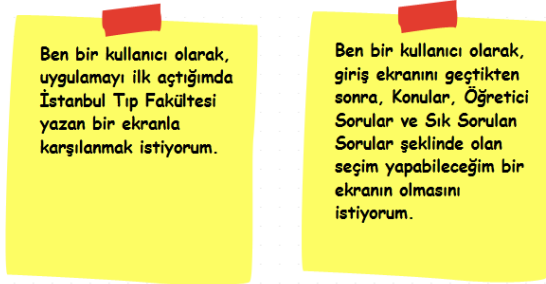 Ben bir kullanıcı olarak,
uygulamayı ilk açtığımda
İstanbul Tıp Fakültesi
yazan bir ekranla
karşılanmak istiyorum.
Ben bir kullanıcı olarak,
giriş ekranını geçtikten
sonra, Konular, Öğretici
Sorular ve Sık Sorulan
Sorular şeklinde olan
seçim yapabileceğim bir
ekranın olmasını
istiyorum.